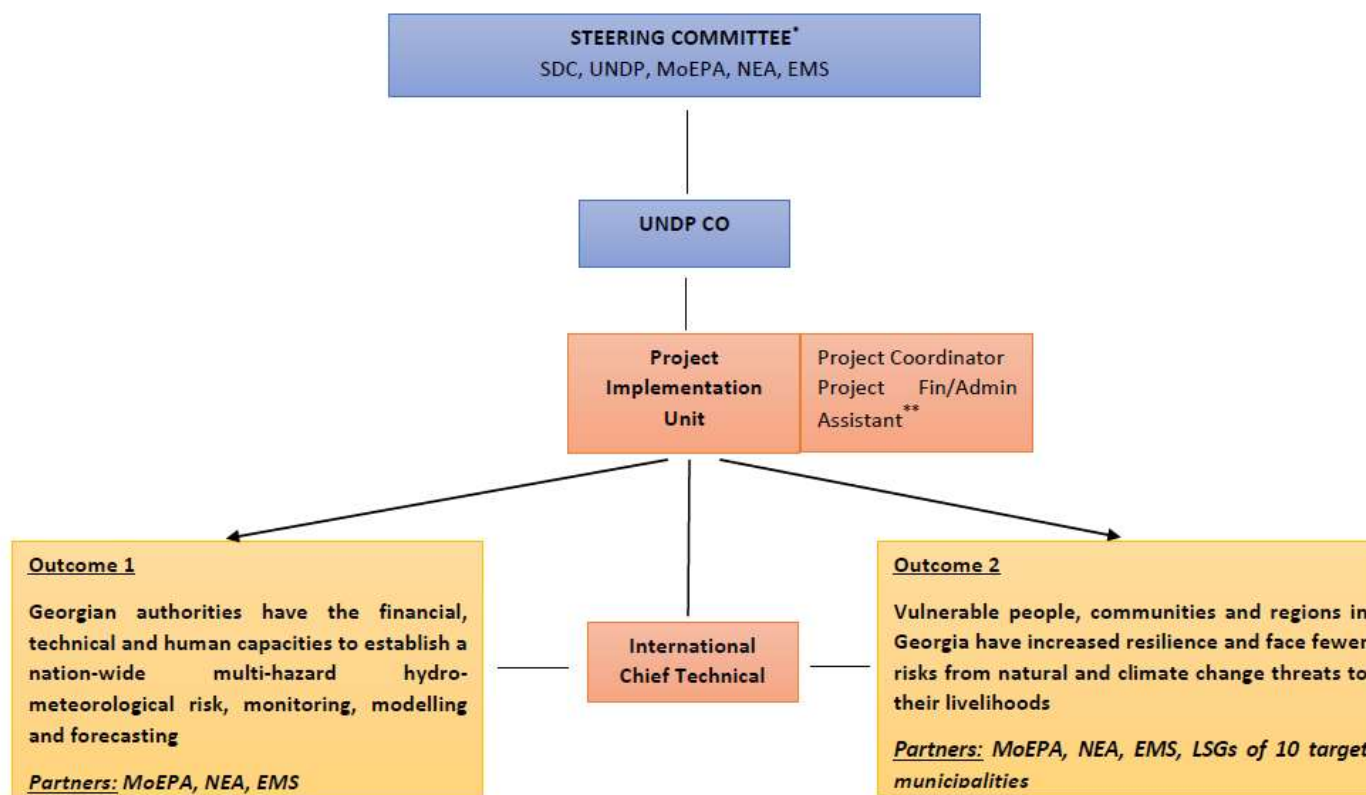 STEERING COMMITTEE*
SDC, UNDP, MoEPA, NEA, EMS
UNDP CO
Project
Implementation
Unit
Project Coordinator
Project Fin/Admin
Assistant**
Outcome 1
Georgian authorities have the financial,
technical and human capacities to establish a
nation-wide multi-hazard hydro-
meteorological risk, monitoring, modelling
and forecasting
Partners: MoEPA, NEA, EMS
International
Chief Technical
Outcome 2
Vulnerable people, communities and regions in
Georgia have increased resilience and face fewer
risks from natural and climate change threats to
their livelihoods
Partners: MoEPA, NEA, EMS, LSGs of 10 target
municipalities